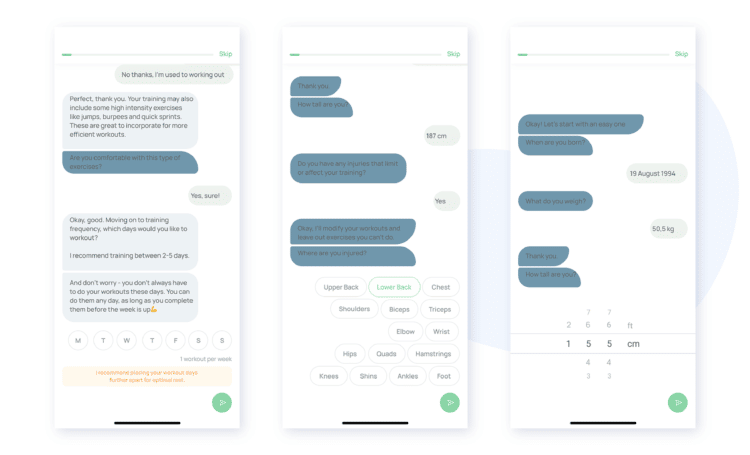 Skip
No thanks, I'm used to working out
Perfect, thank you. Your training may also
include some high intensity exercises
like jumps, burpees and quick sprints.
These are great to incorporate for more
efficient workouts.
Are you comfortable with this type of
exercises?
Yes, sure!
Okay, good. Moving on to training
frequency, which days would you like to
workout?
I recommend training between 2-5 days.
And don't worry - you don't always have
to do your workouts these days. You can
do them any day, as long as you complete
them before the week is up💪
M T W T F S S
1 workout per week
I recommend placing your workout days
further apart for optimal rest.
Skip
Thank you.
How tall are you?
187 cm
Do you have any injuries that limit
or affect your training?
Yes
Okay, I'll modify your workouts and
leave out exercises you can't do.
Where are you injured?
Upper Back Lower Back Chest
Shoulders Biceps Triceps
Elbow Wrist
Hips Quads Hamstrings
Knees Shins Ankles Foot
Skip
Okay! Let's start with an easy one.
When are you born?
19 August 1994
What do you weigh?
50,5 kg
Thank you.
How tall are you?
7 7
2 6 6 ft
1 5 5 cm
4 4
3 3